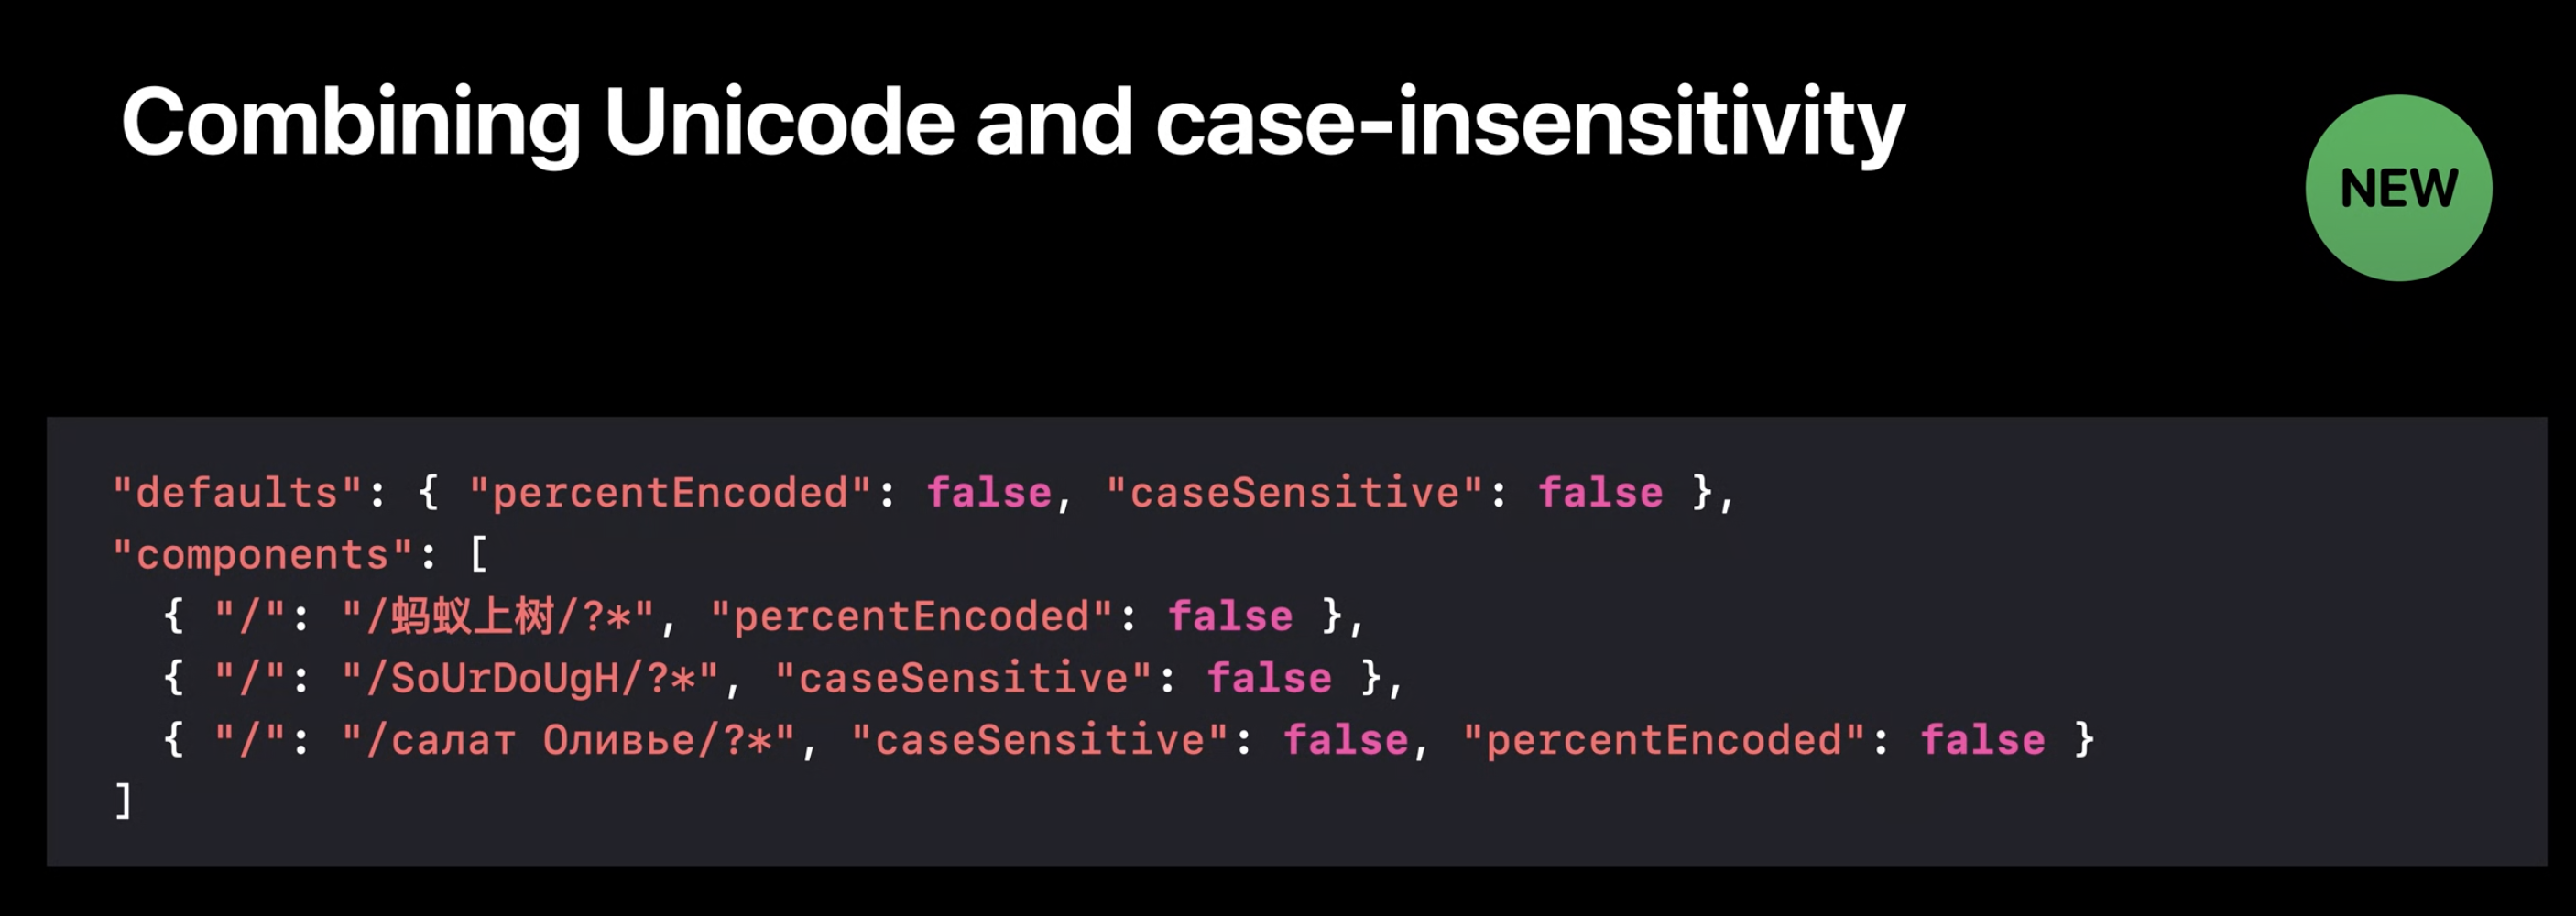 Combining Unicode and case-insensitivity
NEW
"defaults": { "percentEncoded": false, "caseSensitive": false },
"components": [
  { "/": "/蚂蚁上树/?*", "percentEncoded": false },
  { "/": "/SoUrDoUgH/?*", "caseSensitive": false },
  { "/": "/салат Оливье/?*", "caseSensitive": false, "percentEncoded": false }
]